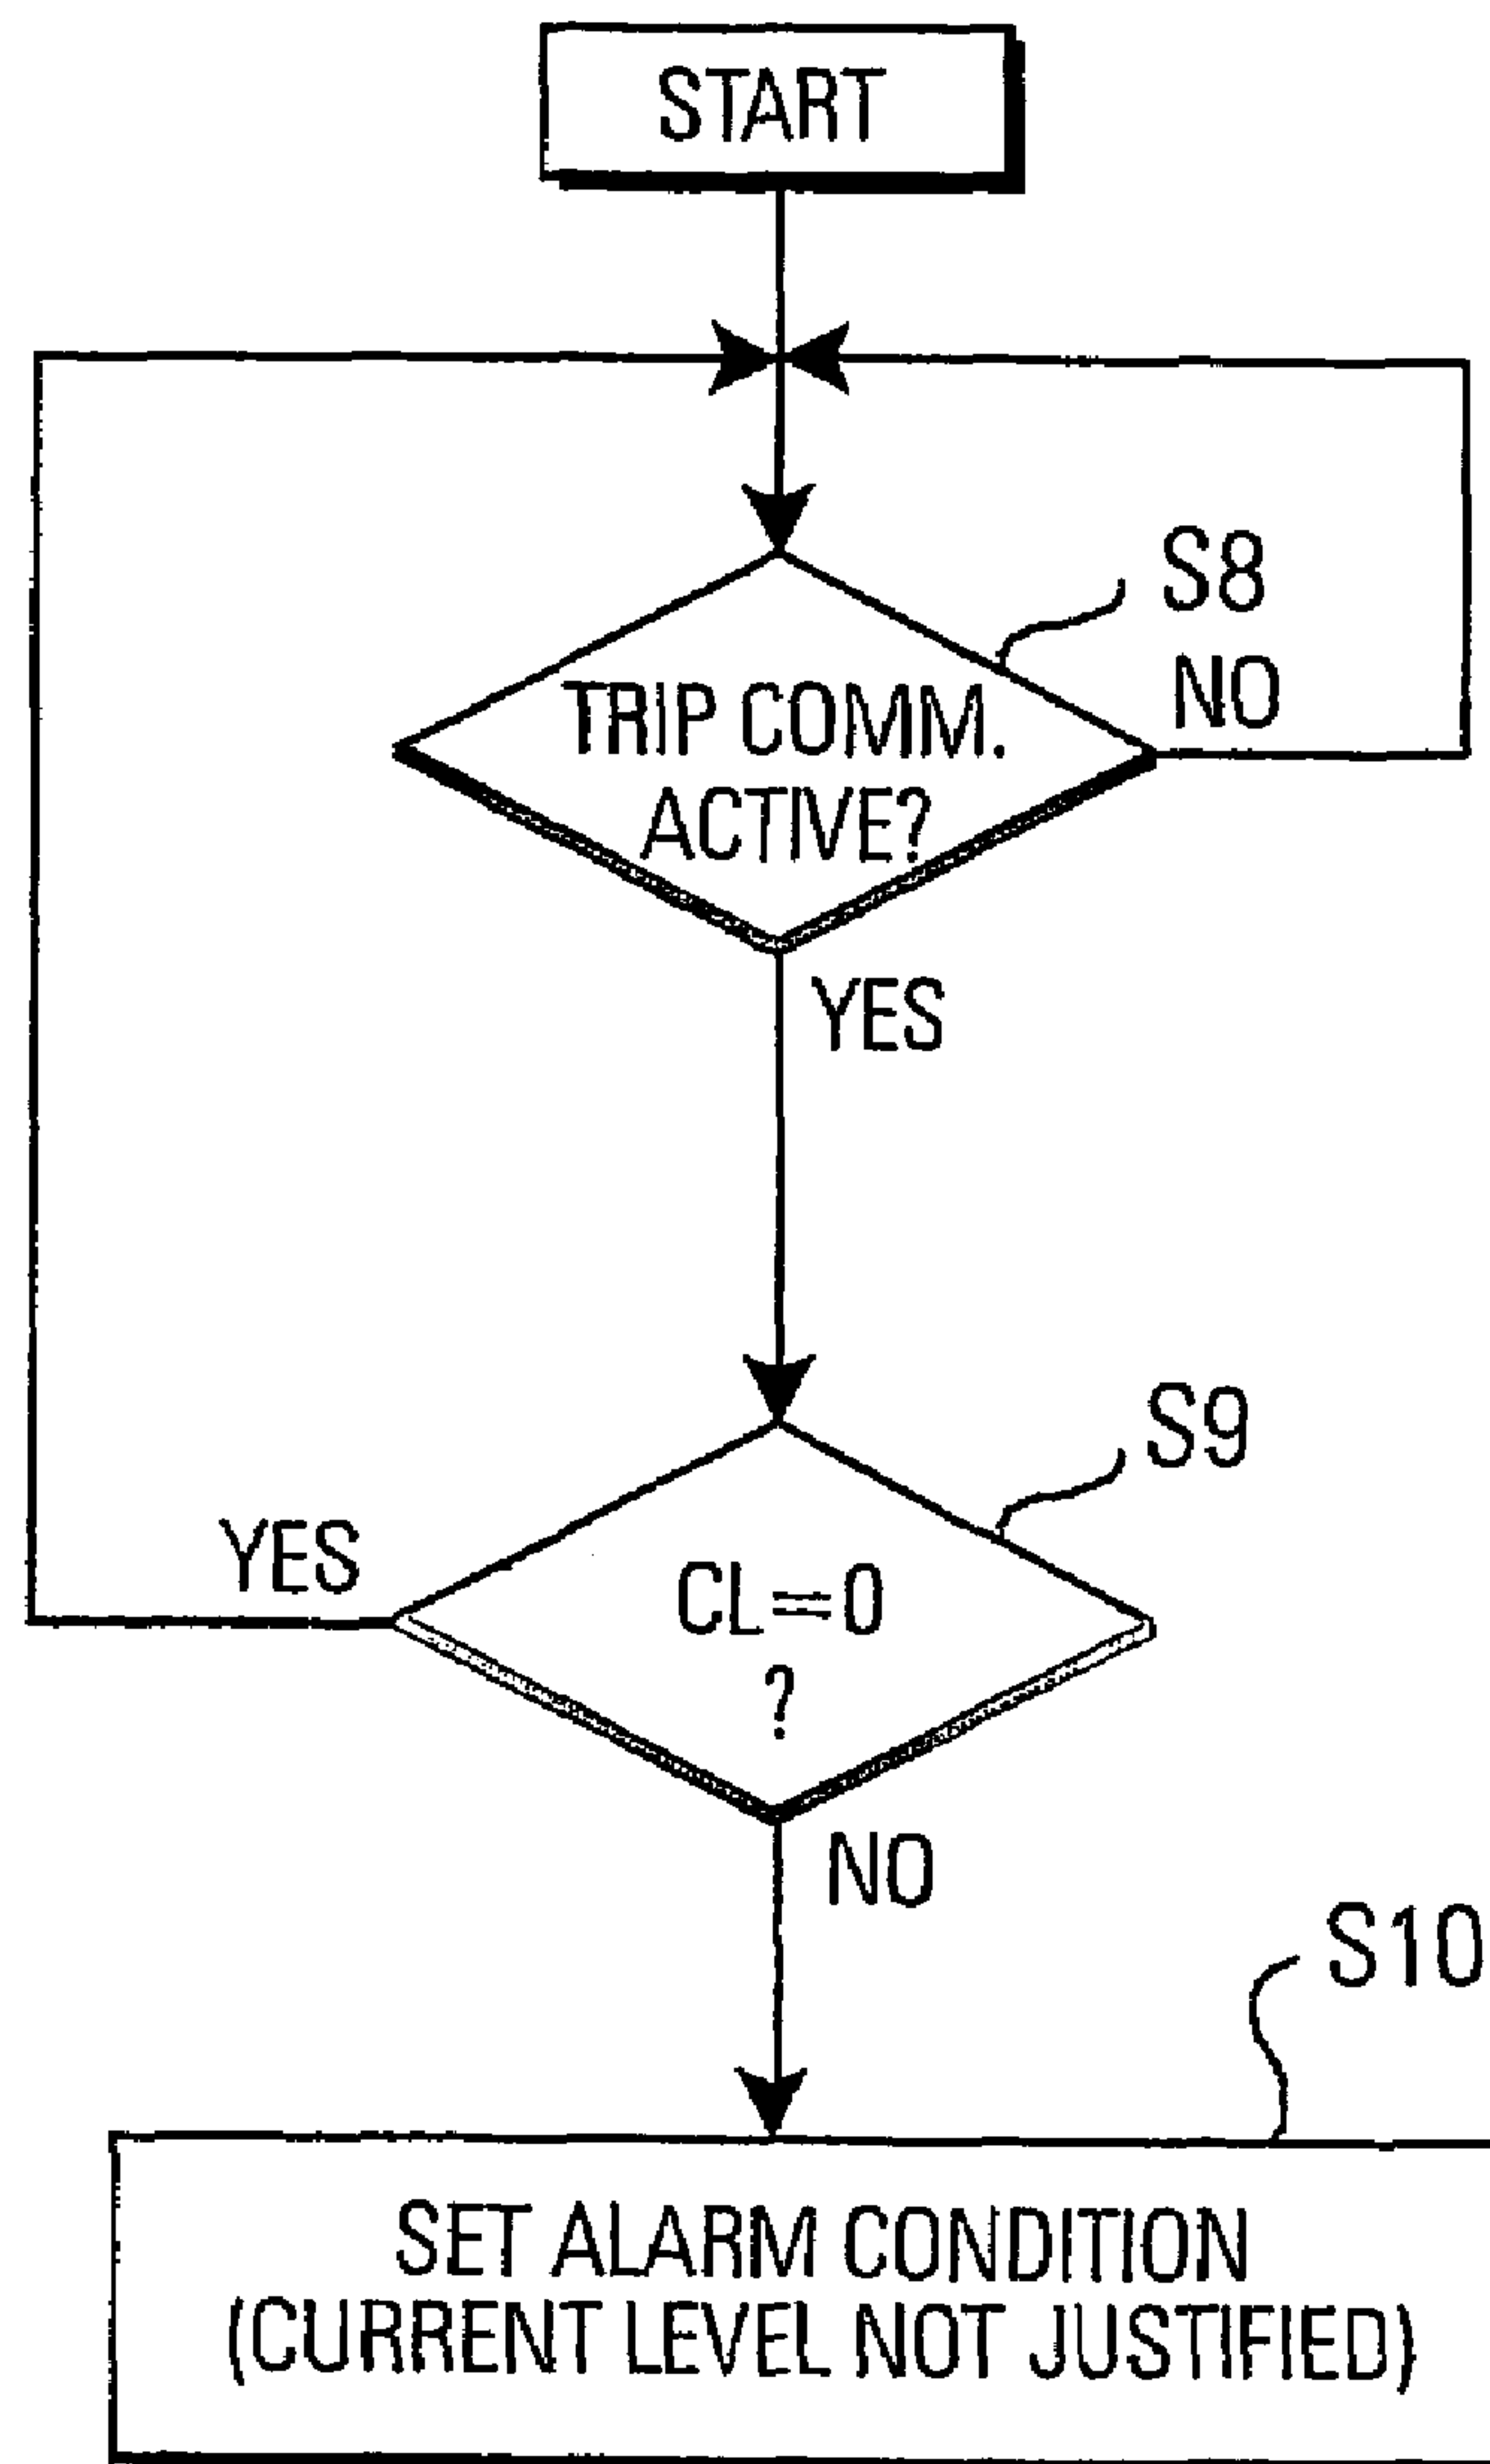 START
S8
NO
TRIP COMM.
ACTIVE?
YES
S9
YES
CL=0
?
NO
S10
SET ALARM CONDITION
(CURRENT LEVEL NOT JUSTIFIED)